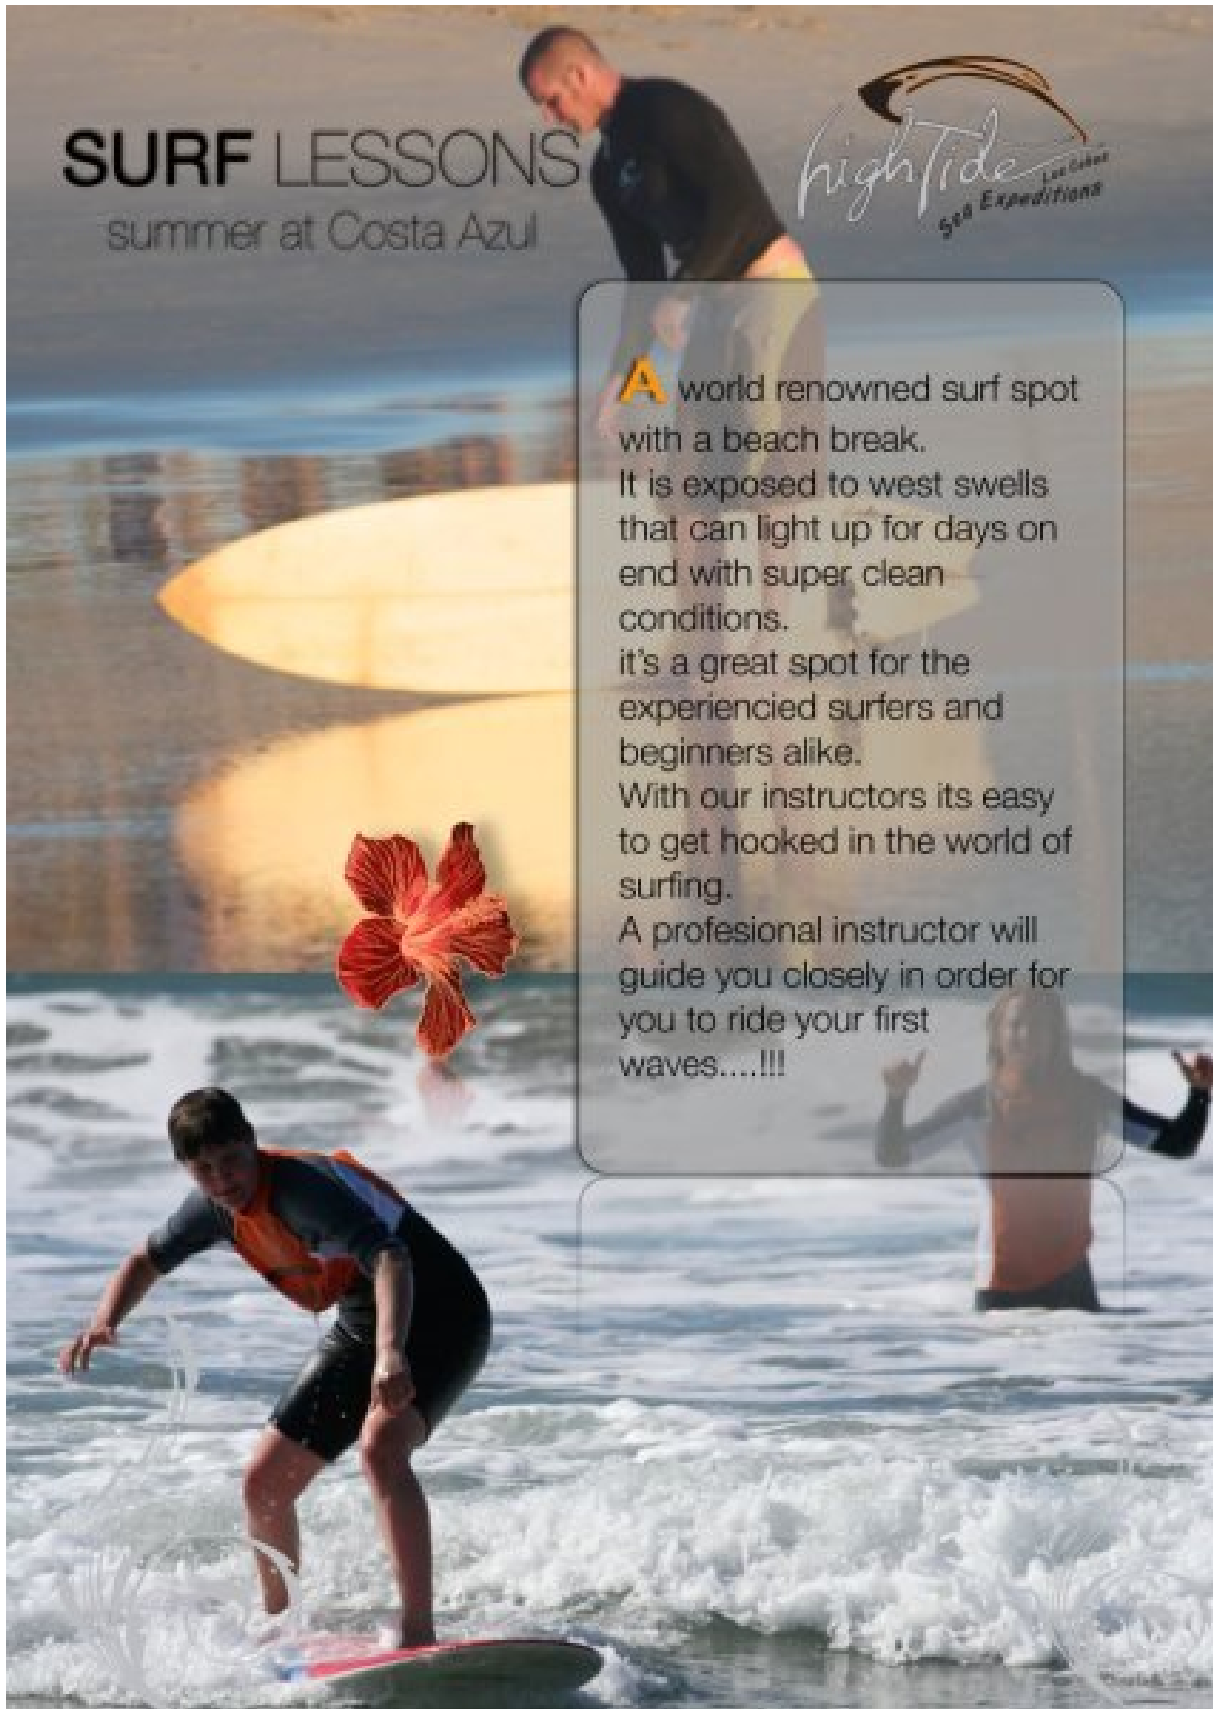 SURF LESSONS
summer at Costa Azul
highTide
Los Cabos
Sea Expeditions
A world renowned surf spot
with a beach break.
It is exposed to west swells
that can light up for days on
end with super clean
conditions.
it's a great spot for the
experiencied surfers and
beginners alike.
With our instructors its easy
to get hooked in the world of
surfing.
A profesional instructor will
guide you closely in order for
you to ride your first
waves....!!!